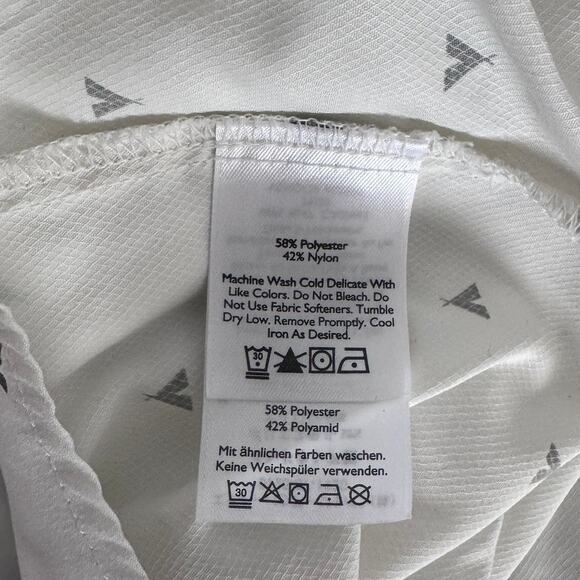 58% Polyester
42% Nylon
Machine Wash Cold Delicate With
Like Colors. Do Not Bleach. Do
Not Use Fabric Softeners. Tumble
Dry Low. Remove Promptly. Cool
Iron As Desired.
30
58% Polyester
42% Polyamid
Mit ähnlichen Farben waschen.
Keine Weichspüler verwenden.
30